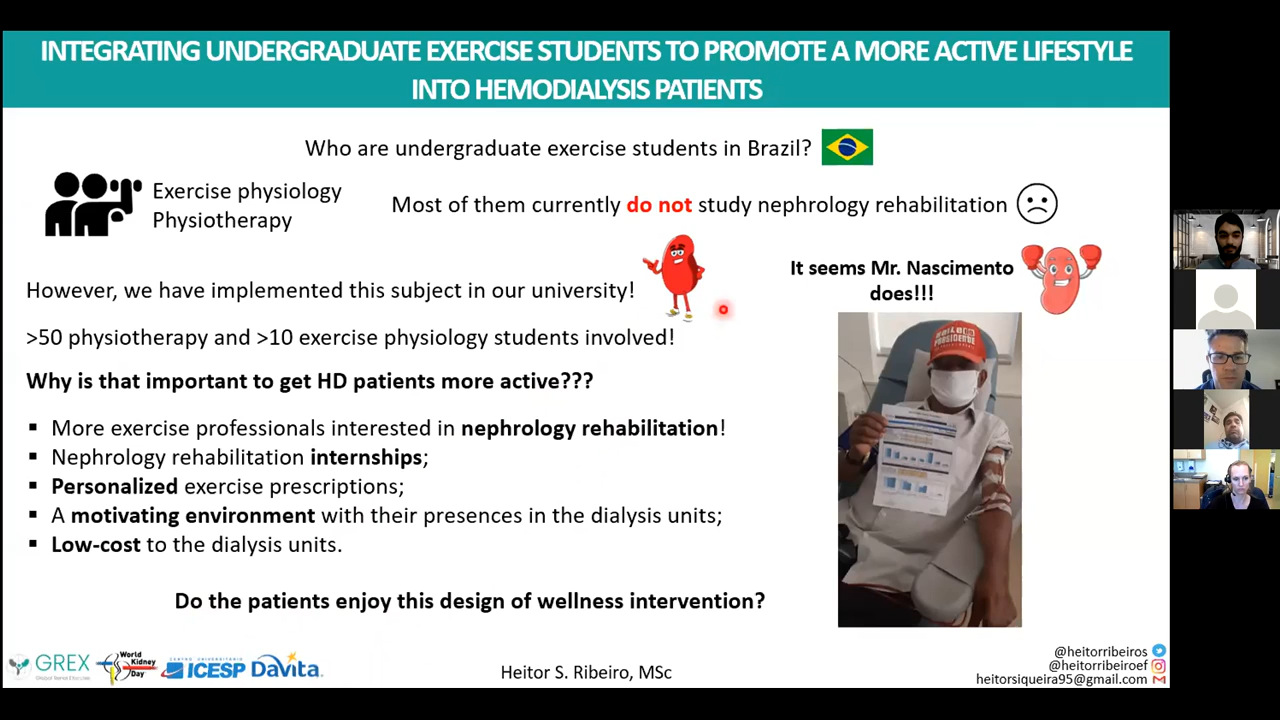 INTEGRATING UNDERGRADUATE EXERCISE STUDENTS TO PROMOTE A MORE ACTIVE LIFESTYLE
INTO HEMODIALYSIS PATIENTS
Who are undergraduate exercise students in Brazil?
Exercise physiology
Physiotherapy
Most of them currently do not study nephrology rehabilitation
However, we have implemented this subject in our university!
It seems Mr. Nascimento
does!!!
>50 physiotherapy and >10 exercise physiology students involved!
Why is that important to get HD patients more active???
▪ More exercise professionals interested in nephrology rehabilitation!
▪ Nephrology rehabilitation internships;
▪ Personalized exercise prescriptions;
▪ A motivating environment with their presences in the dialysis units;
▪ Low-cost to the dialysis units.
Do the patients enjoy this design of wellness intervention?
GREX
World
Kidney
Day
CENTRO UNIVERSITÁRIO
ICESP
DaVita.
Heitor S. Ribeiro, MSc
@heitorribeiros
@heitorribeiroef
heitorsiqueira95@gmail.com